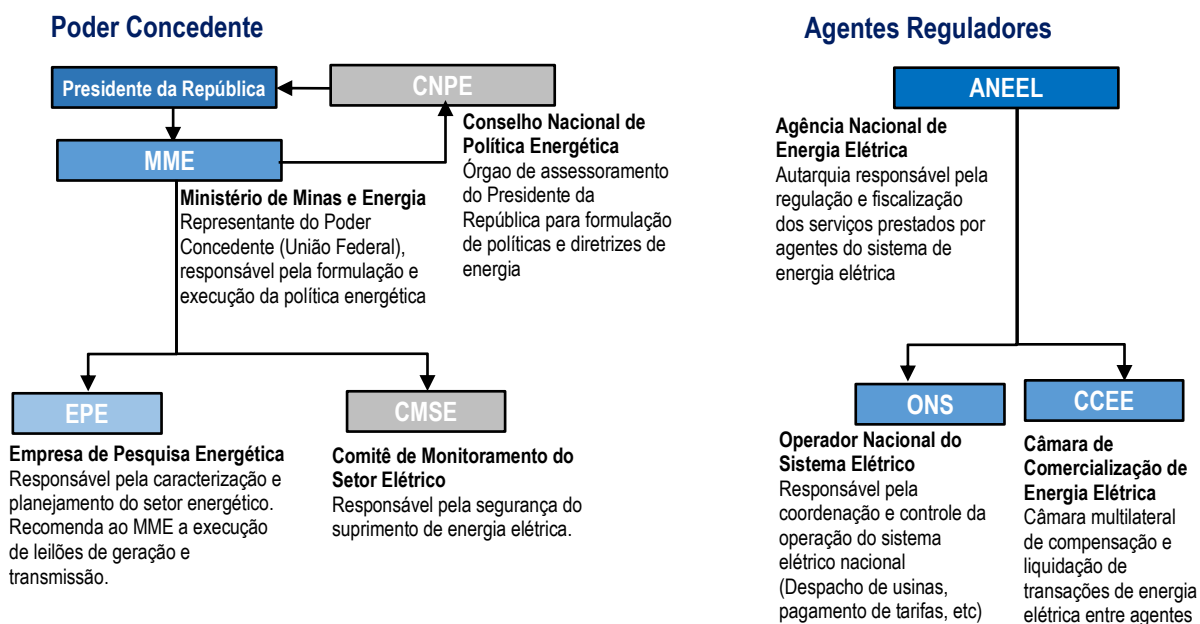 Poder Concedente
Presidente da República
CNPE
Conselho Nacional de
Política Energética
Órgao de assessoramento
do Presidente da
República para formulação
de políticas e diretrizes de
energia
MME
Ministério de Minas e Energia
Representante do Poder
Concedente (União Federal),
responsável pela formulação e
execução da política energética
EPE
Empresa de Pesquisa Energética
Responsável pela caracterização e
planejamento do setor energético.
Recomenda ao MME a execução
de leilões de geração e
transmissão.
CMSE
Comitê de Monitoramento do
Setor Elétrico
Responsável pela segurança do
suprimento de energia elétrica.
Agentes Reguladores
ANEEL
Agência Nacional de
Energia Elétrica
Autarquia responsável pela
regulação e fiscalização
dos serviços prestados por
agentes do sistema de
energia elétrica
ONS
Operador Nacional do
Sistema Elétrico
Responsável pela
coordenação e controle da
operação do sistema
elétrico nacional
(Despacho de usinas,
pagamento de tarifas, etc)
CCEE
Câmara de
Comercialização de
Energia Elétrica
Câmara multilateral
de compensação e
liquidação de
transações de energia
elétrica entre agentes